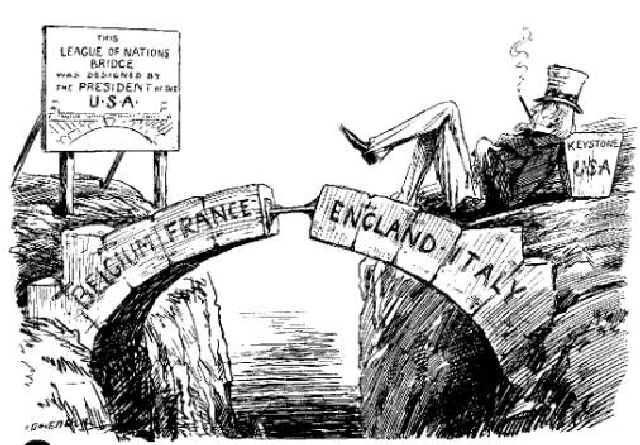 THIS
LEAGUE OF NATIONS
BRIDGE
WAS DESIGNED BY
THE PRESIDENT OF THE
U.S.A.
KEYSTONE
USA
BELGIUM FRANCE
ENGLAND-ITALY